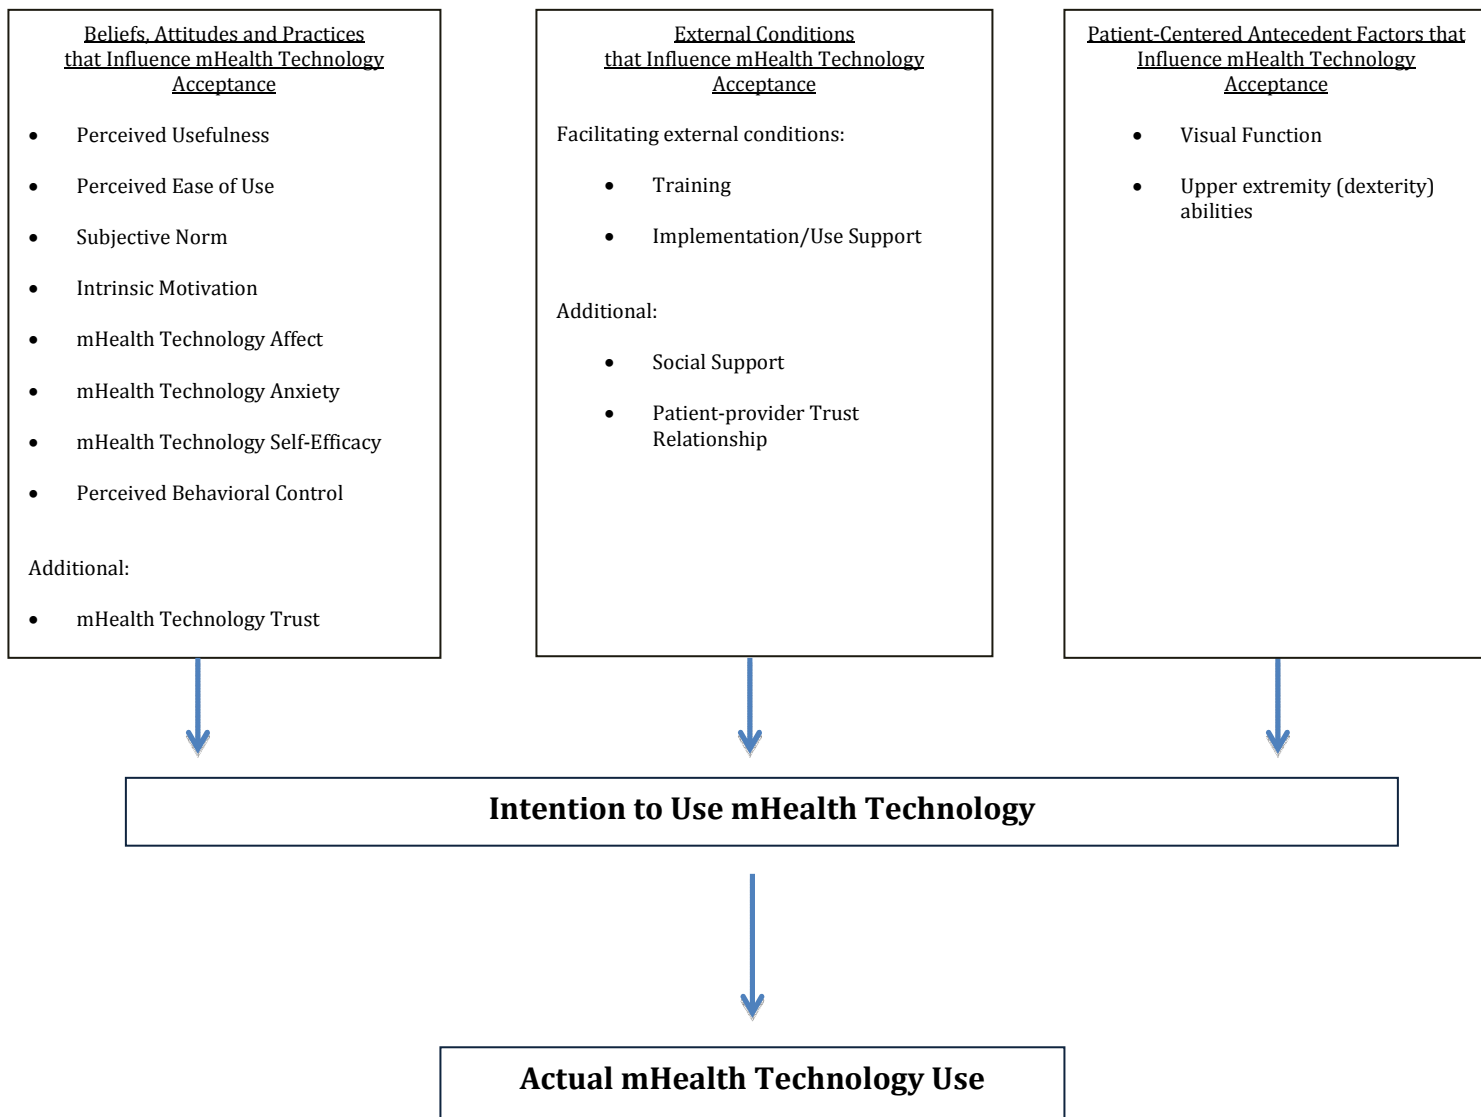 Beliefs, Attitudes and Practices
that Influence mHealth Technology
Acceptance
• Perceived Usefulness
• Perceived Ease of Use
• Subjective Norm
• Intrinsic Motivation
• mHealth Technology Affect
• mHealth Technology Anxiety
• mHealth Technology Self-Efficacy
• Perceived Behavioral Control
Additional:
• mHealth Technology Trust
External Conditions
that Influence mHealth Technology
Acceptance
Facilitating external conditions:
• Training
• Implementation/Use Support
Additional:
• Social Support
• Patient-provider Trust
Relationship
Patient-Centered Antecedent Factors that
Influence mHealth Technology
Acceptance
• Visual Function
• Upper extremity (dexterity)
abilities
Intention to Use mHealth Technology
Actual mHealth Technology Use